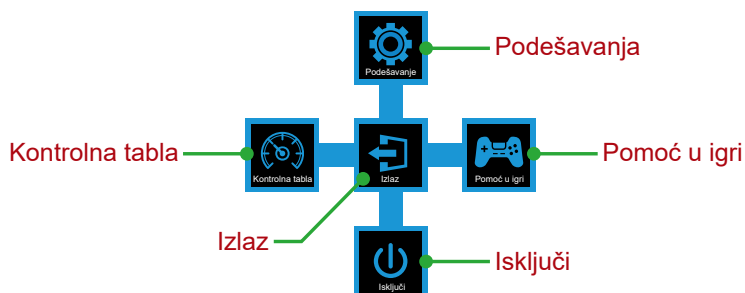 Podešavanje
Podešavanja
Kontrolna tabla
Kontrolna tabla
Izlaz
Pomoć u igri
Pomoć u igri
Izlaz
Isključi
Isključi